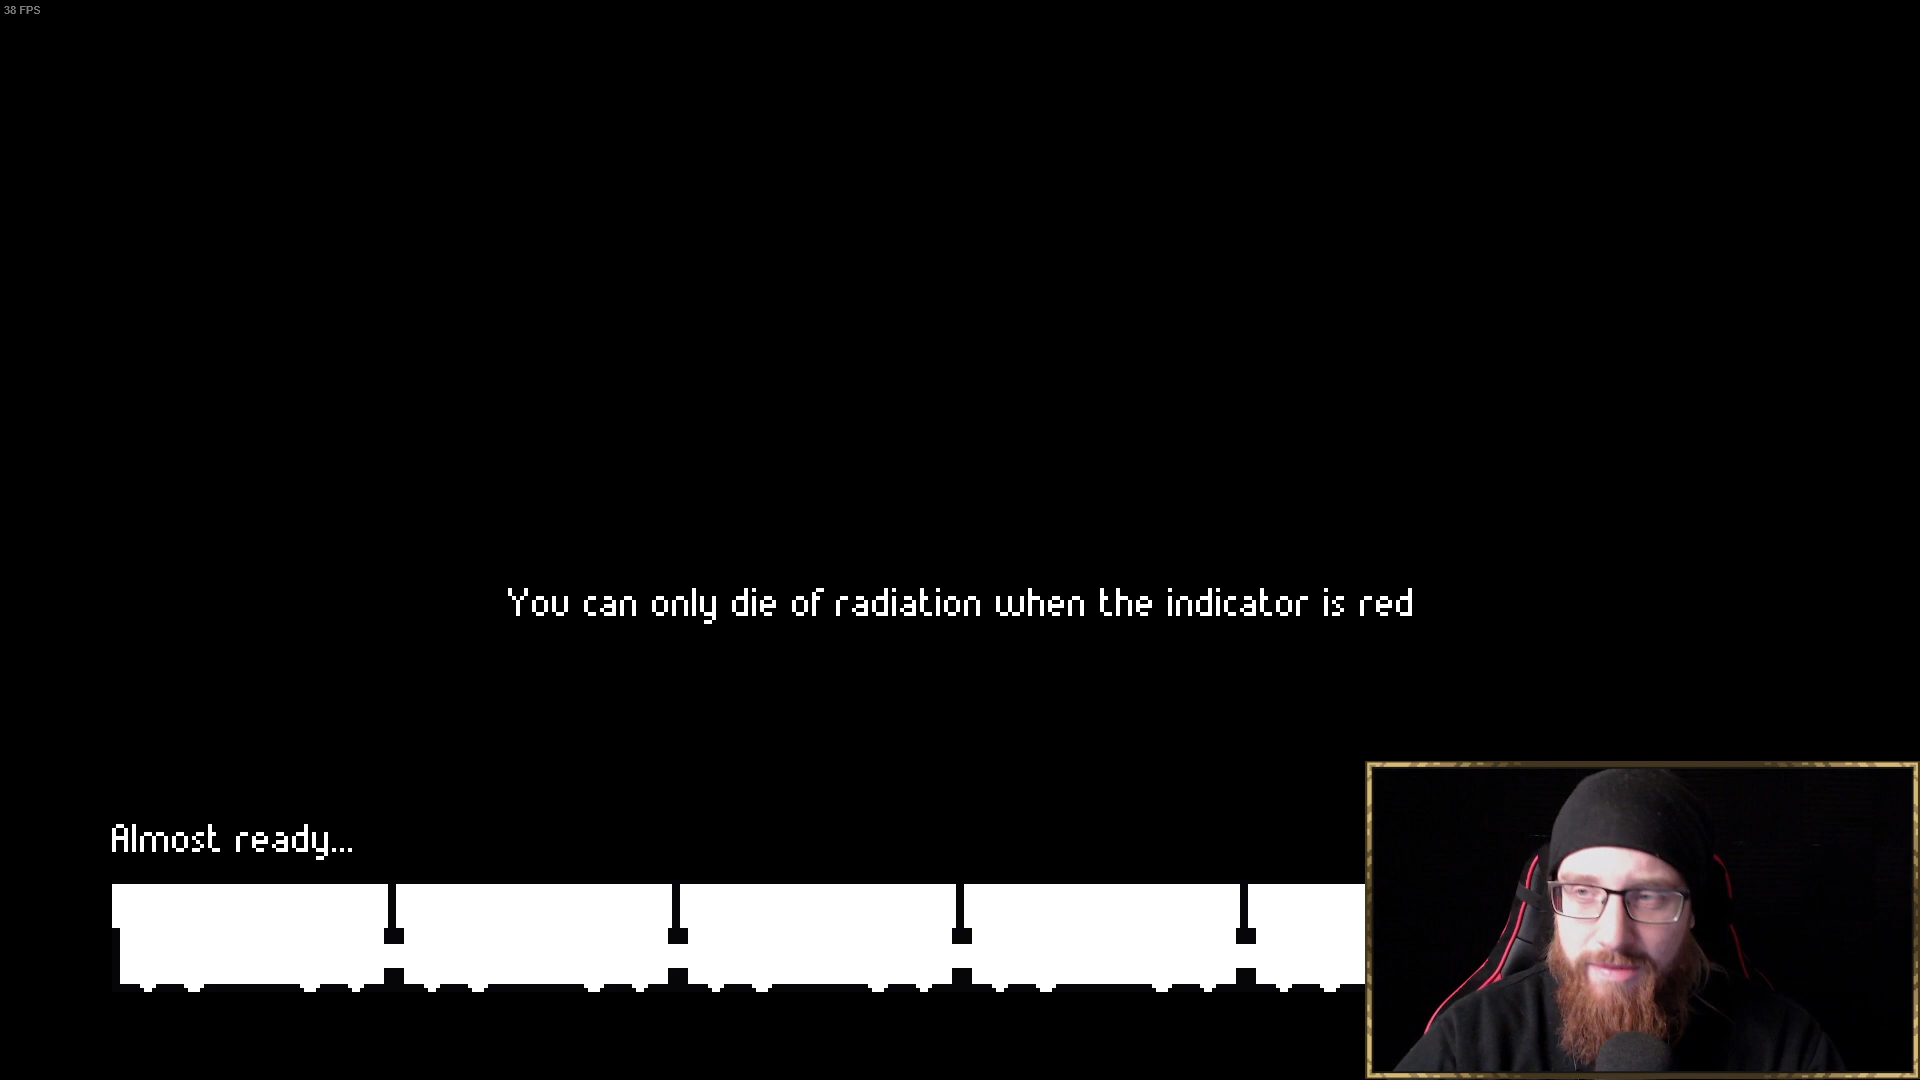 38 FPS
You can only die of radiation when the indicator is red
Almost ready...